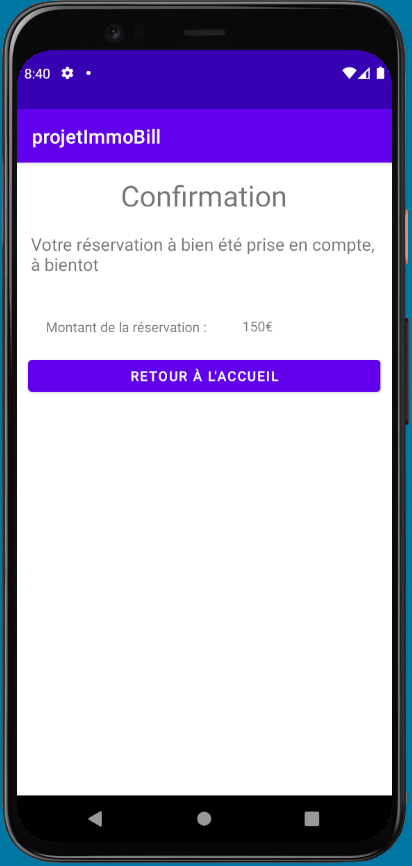 8:40
projetImmoBill
Confirmation
Votre réservation à bien été prise en compte,
à bientot
Montant de la réservation : 150€
RETOUR À L'ACCUEIL